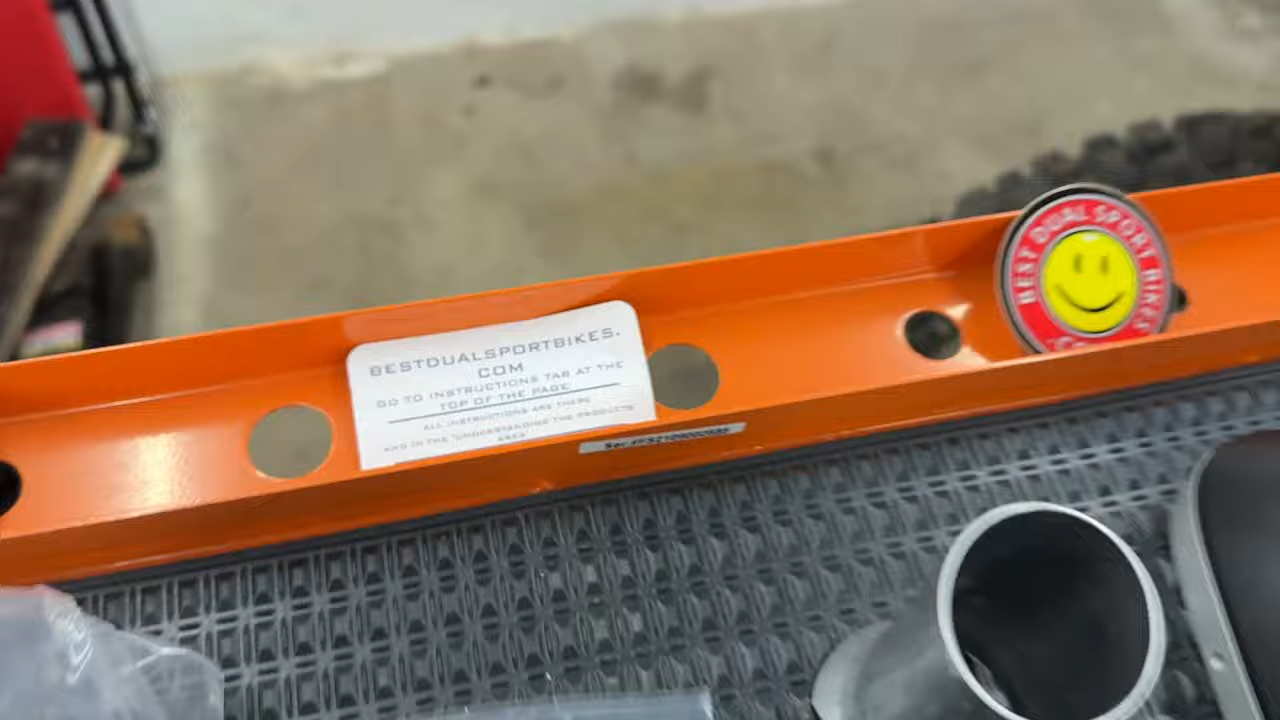 BESTDUALSPORTBIKES.
COM
GO TO INSTRUCTIONS TAB AT THE
TOP OF THE PAGE
ALL INSTRUCTIONS ARE THERE
AND IN THE "UNDERSTANDING THE PRODUCTS
AREA"
BEST DUAL SPORT BIKES